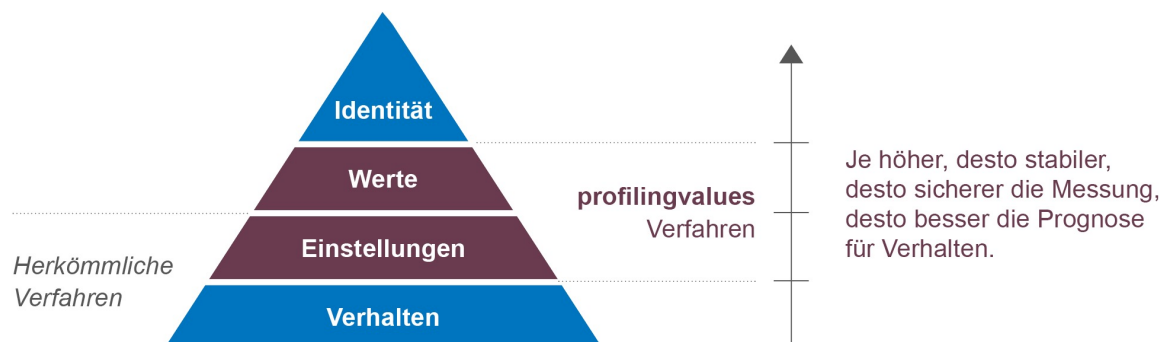 Identität
Werte
Einstellungen
Verhalten
Herkömmliche
Verfahren
profilingvalues
Verfahren
Je höher, desto stabiler,
desto sicherer die Messung,
desto besser die Prognose
für Verhalten.